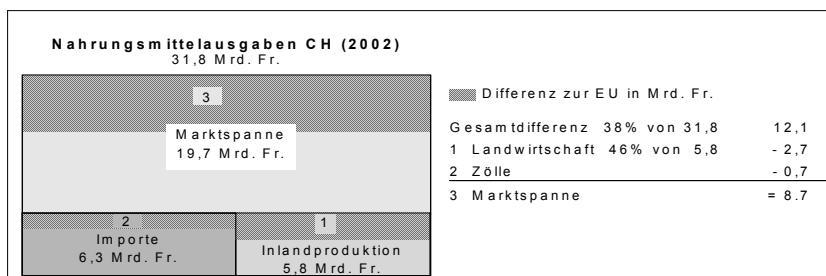 Nahrungsmittelausgaben CH (2002)
31,8 Mrd. Fr.
3
Marktspanne
19,7 Mrd. Fr.
2
Importe
6,3 Mrd. Fr.
1
Inlandproduktion
5,8 Mrd. Fr.
Differenz zur EU in Mrd. Fr.
Gesamtdifferenz 38% von 31,8 12,1
1 Landwirtschaft 46% von 5,8 - 2,7
2 Zölle - 0,7
3 Marktspanne = 8.7